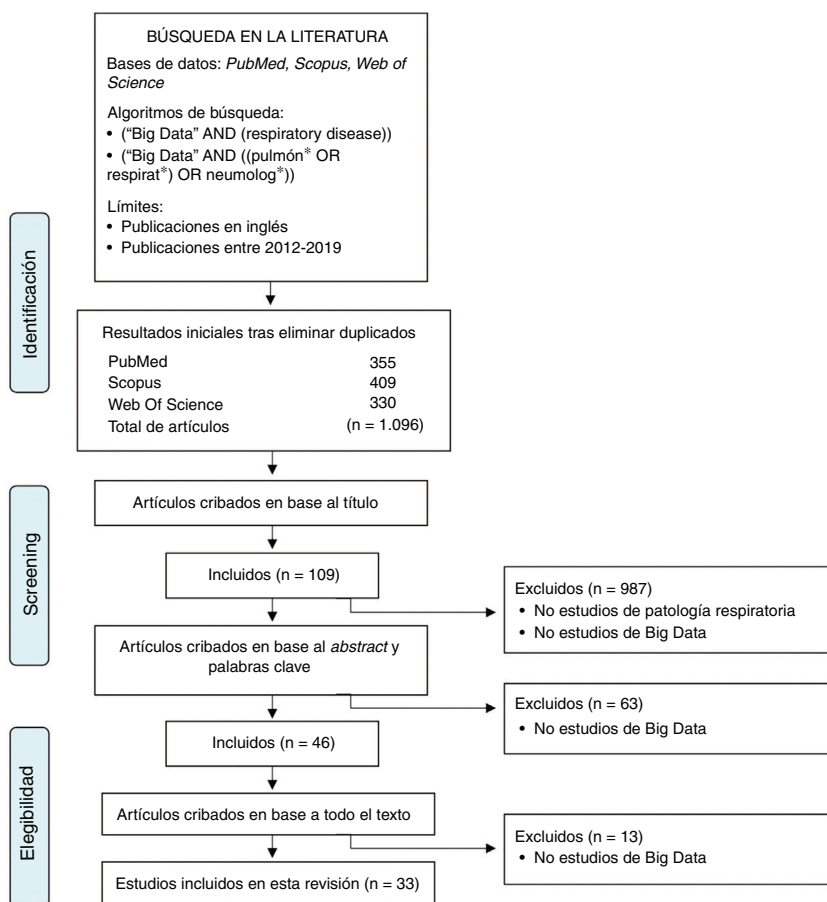 BÚSQUEDA EN LA LITERATURA
Bases de datos: PubMed, Scopus, Web of
Science
Algoritmos de búsqueda:
• (“Big Data” AND (respiratory disease))
• (“Big Data” AND ((pulmón* OR
respirat*) OR neumolog*))
Límites:
• Publicaciones en inglés
• Publicaciones entre 2012-2019
Identificación
Resultados iniciales tras eliminar duplicados
PubMed 355
Scopus 409
Web Of Science 330
Total de artículos (n = 1.096)
Screening
Artículos cribados en base al título
Incluidos (n = 109)
Excluidos (n = 987)
• No estudios de patología respiratoria
• No estudios de Big Data
Artículos cribados en base al abstract y
palabras clave
Excluidos (n = 63)
• No estudios de Big Data
Elegibilidad
Incluidos (n = 46)
Artículos cribados en base a todo el texto
Excluidos (n = 13)
• No estudios de Big Data
Estudios incluidos en esta revisión (n = 33)